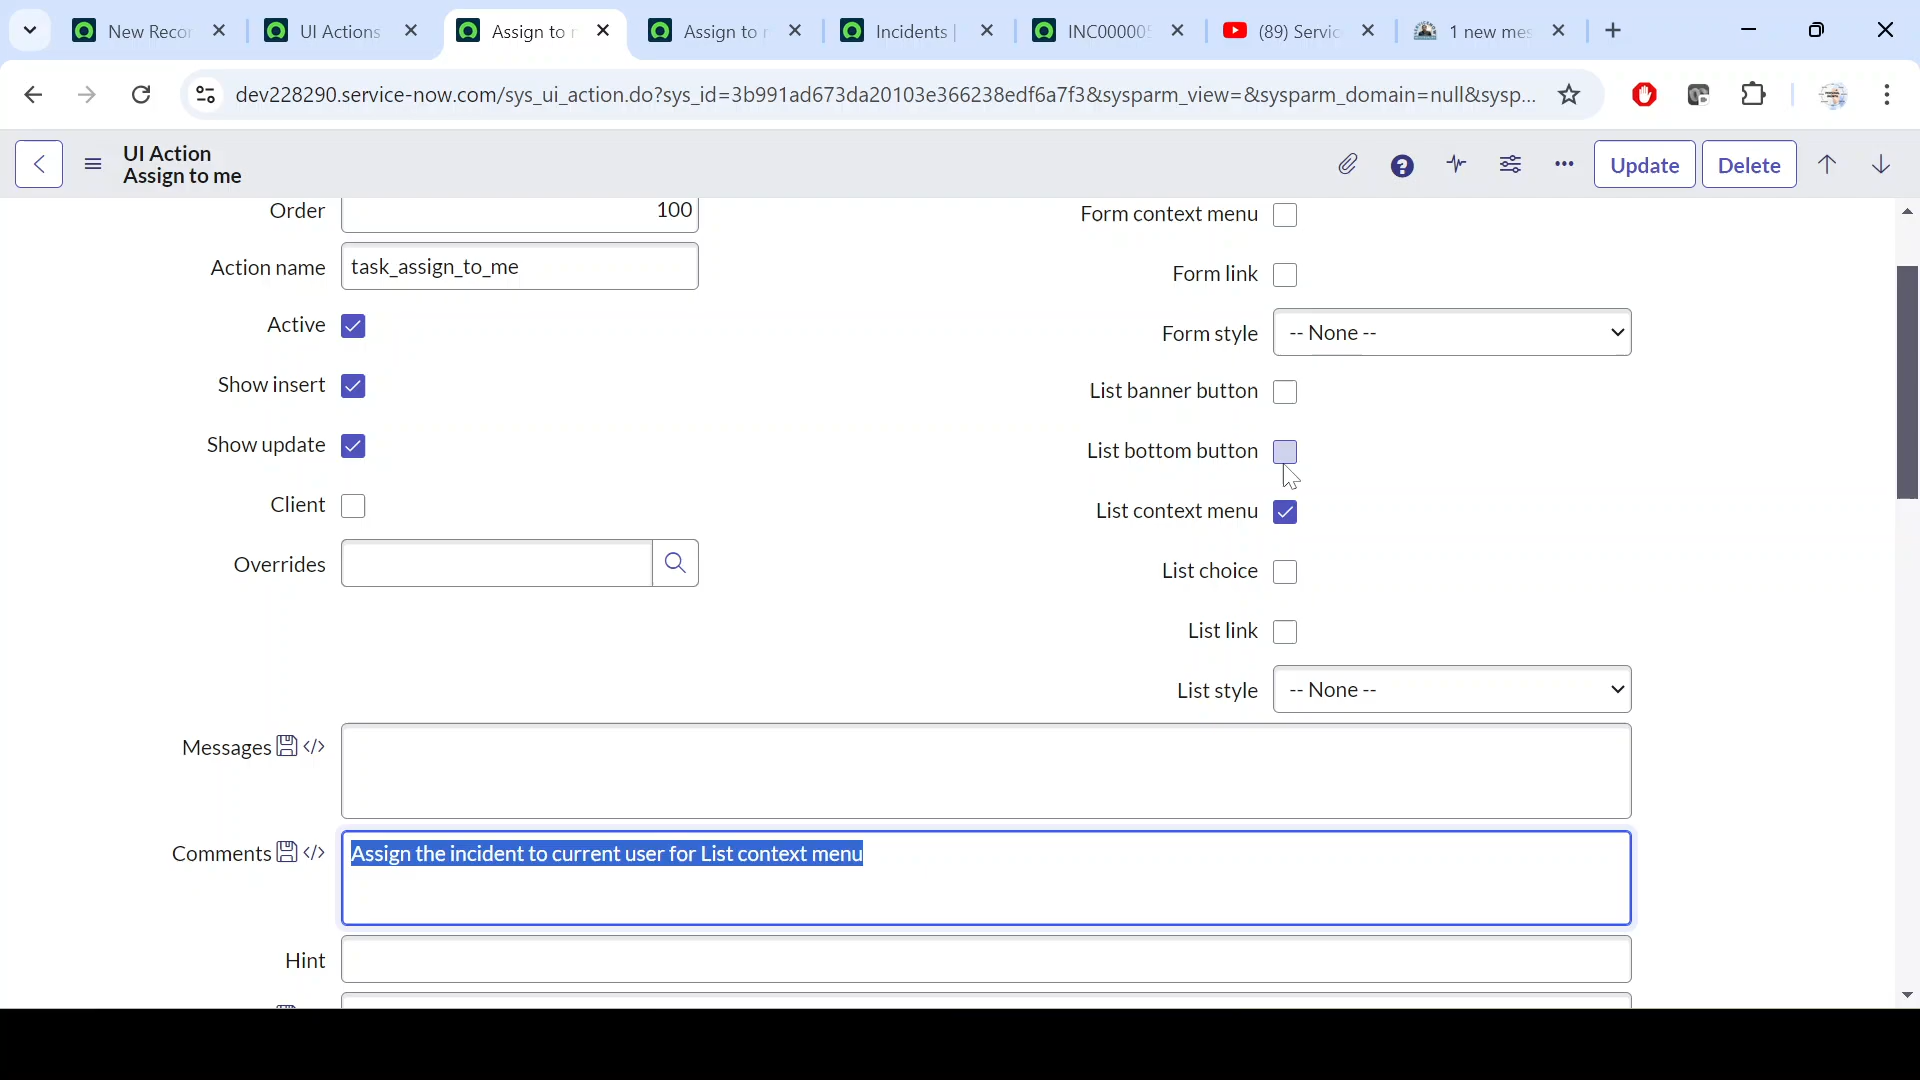 New Recor
UI Actions
Assign to r
Assign to r
Incidents |
INC000005
(89) Servic
1 new mes
dev228290.service-now.com/sys_ui_action.do?sys_id=3b991ad673da20103e366238edf6a7f3&sysparm_view=&sysparm_domain=null&sysp...
UI Action
Assign to me
Update
Delete
Order 100
Form context menu
Action name task_assign_to_me
Form link
Active
Form style -- None --
Show insert
List banner button
Show update
List bottom button
Client
List context menu
Overrides
List choice
List link
List style -- None --
Messages
Comments Assign the incident to current user for List context menu
Hint